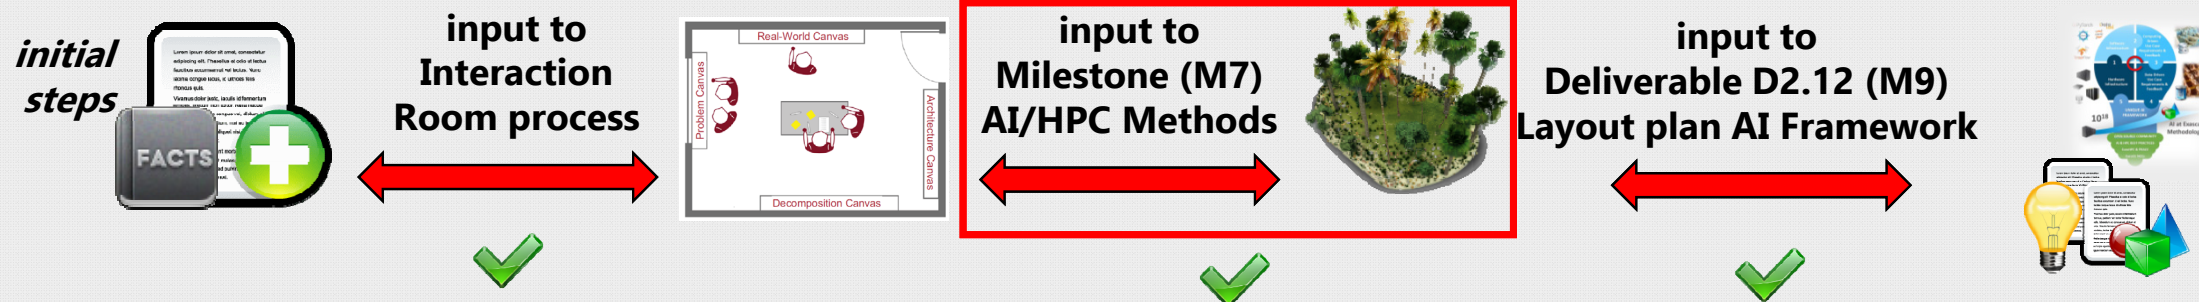 initial
steps
FACTS
input to
Interaction
Room process
Real-World Canvas
Problem Canvas
Architecture Canvas
Decomposition Canvas
input to
Milestone (M7)
AI/HPC Methods
input to
Deliverable D2.12 (M9)
Layout plan AI Framework